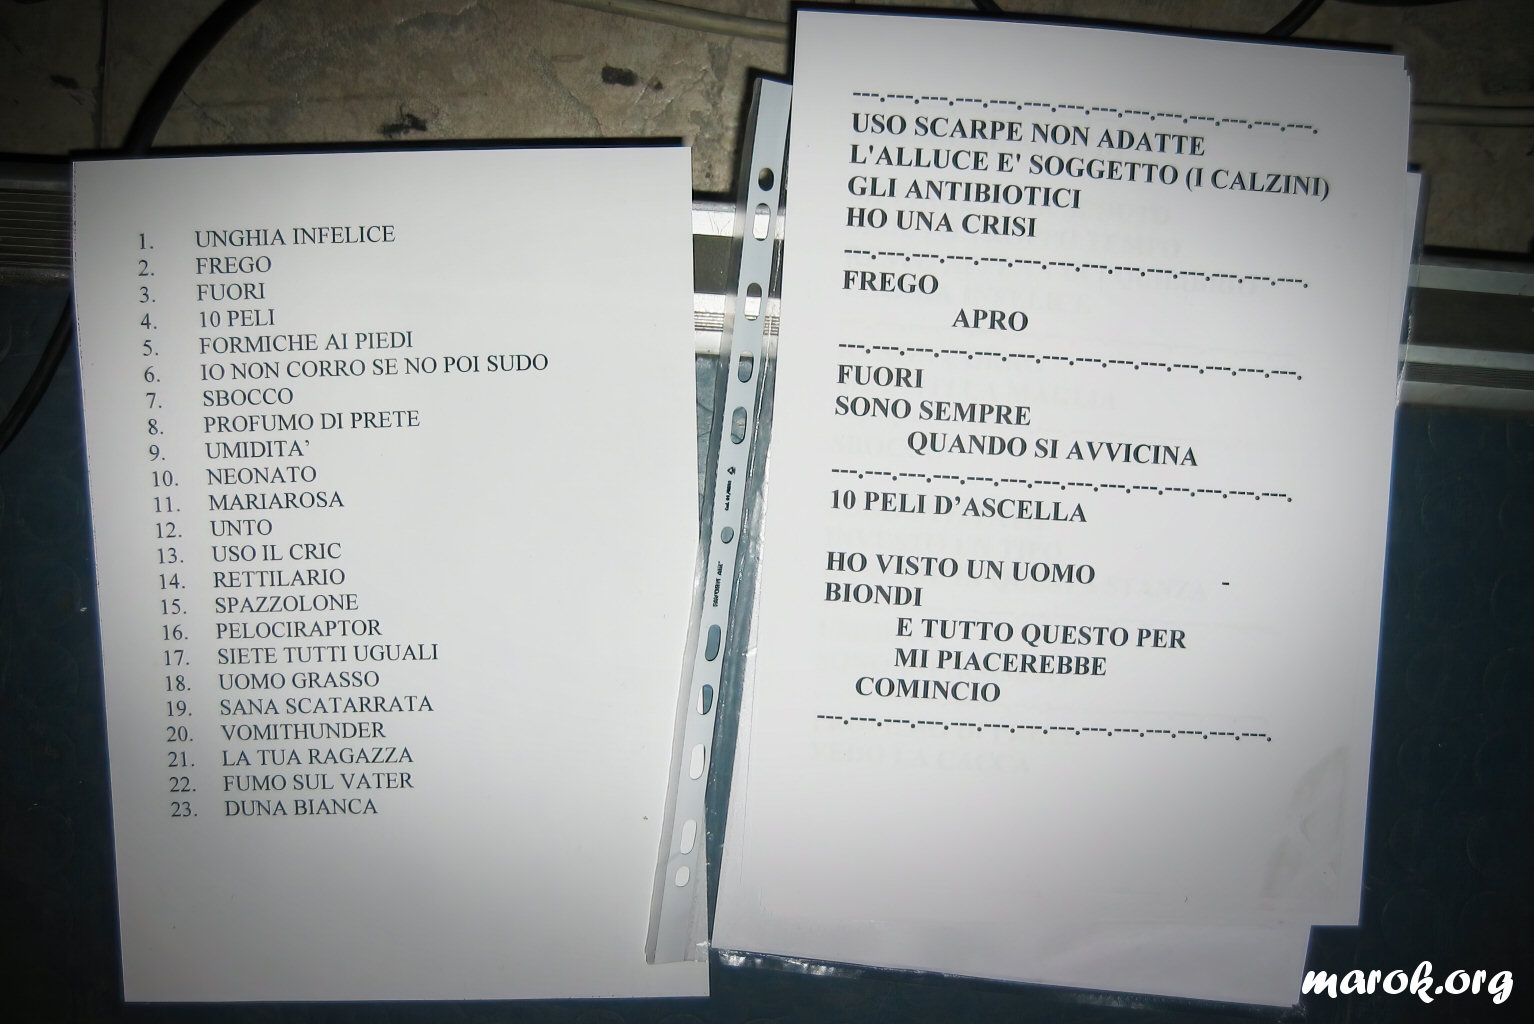 1. UNGHIA INFELICE
2. FREGO
3. FUORI
4. 10 PELI
5. FORMICHE AI PIEDI
6. IO NON CORRO SE NO POI SUDO
7. SBOCCO
8. PROFUMO DI PRETE
9. UMIDITA’
10. NEONATO
11. MARIAROSA
12. UNTO
13. USO IL CRIC
14. RETTILARIO
15. SPAZZOLONE
16. PELOCIRAPTOR
17. SIETE TUTTI UGUALI
18. UOMO GRASSO
19. SANA SCATARRATA
20. VOMITHUNDER
21. LA TUA RAGAZZA
22. FUMO SUL VATER
23. DUNA BIANCA
---.---.---.---.---.---.---.---.---.---.---.---.---.---.
USO SCARPE NON ADATTE
L'ALLUCE E' SOGGETTO (I CALZINI)
GLI ANTIBIOTICI
HO UNA CRISI
---.---.---.---.---.---.---.---.---.---.---.---.---.---.
FREGO
APRO
---.---.---.---.---.---.---.---.---.---.---.---.---.---.
FUORI
SONO SEMPRE
QUANDO SI AVVICINA
---.---.---.---.---.---.---.---.---.---.---.---.---.---.
10 PELI D’ASCELLA
HO VISTO UN UOMO -
BIONDI
E TUTTO QUESTO PER
MI PIACEREBBE
COMINCIO
---.---.---.---.---.---.---.---.---.---.---.---.---.---.
marok.org